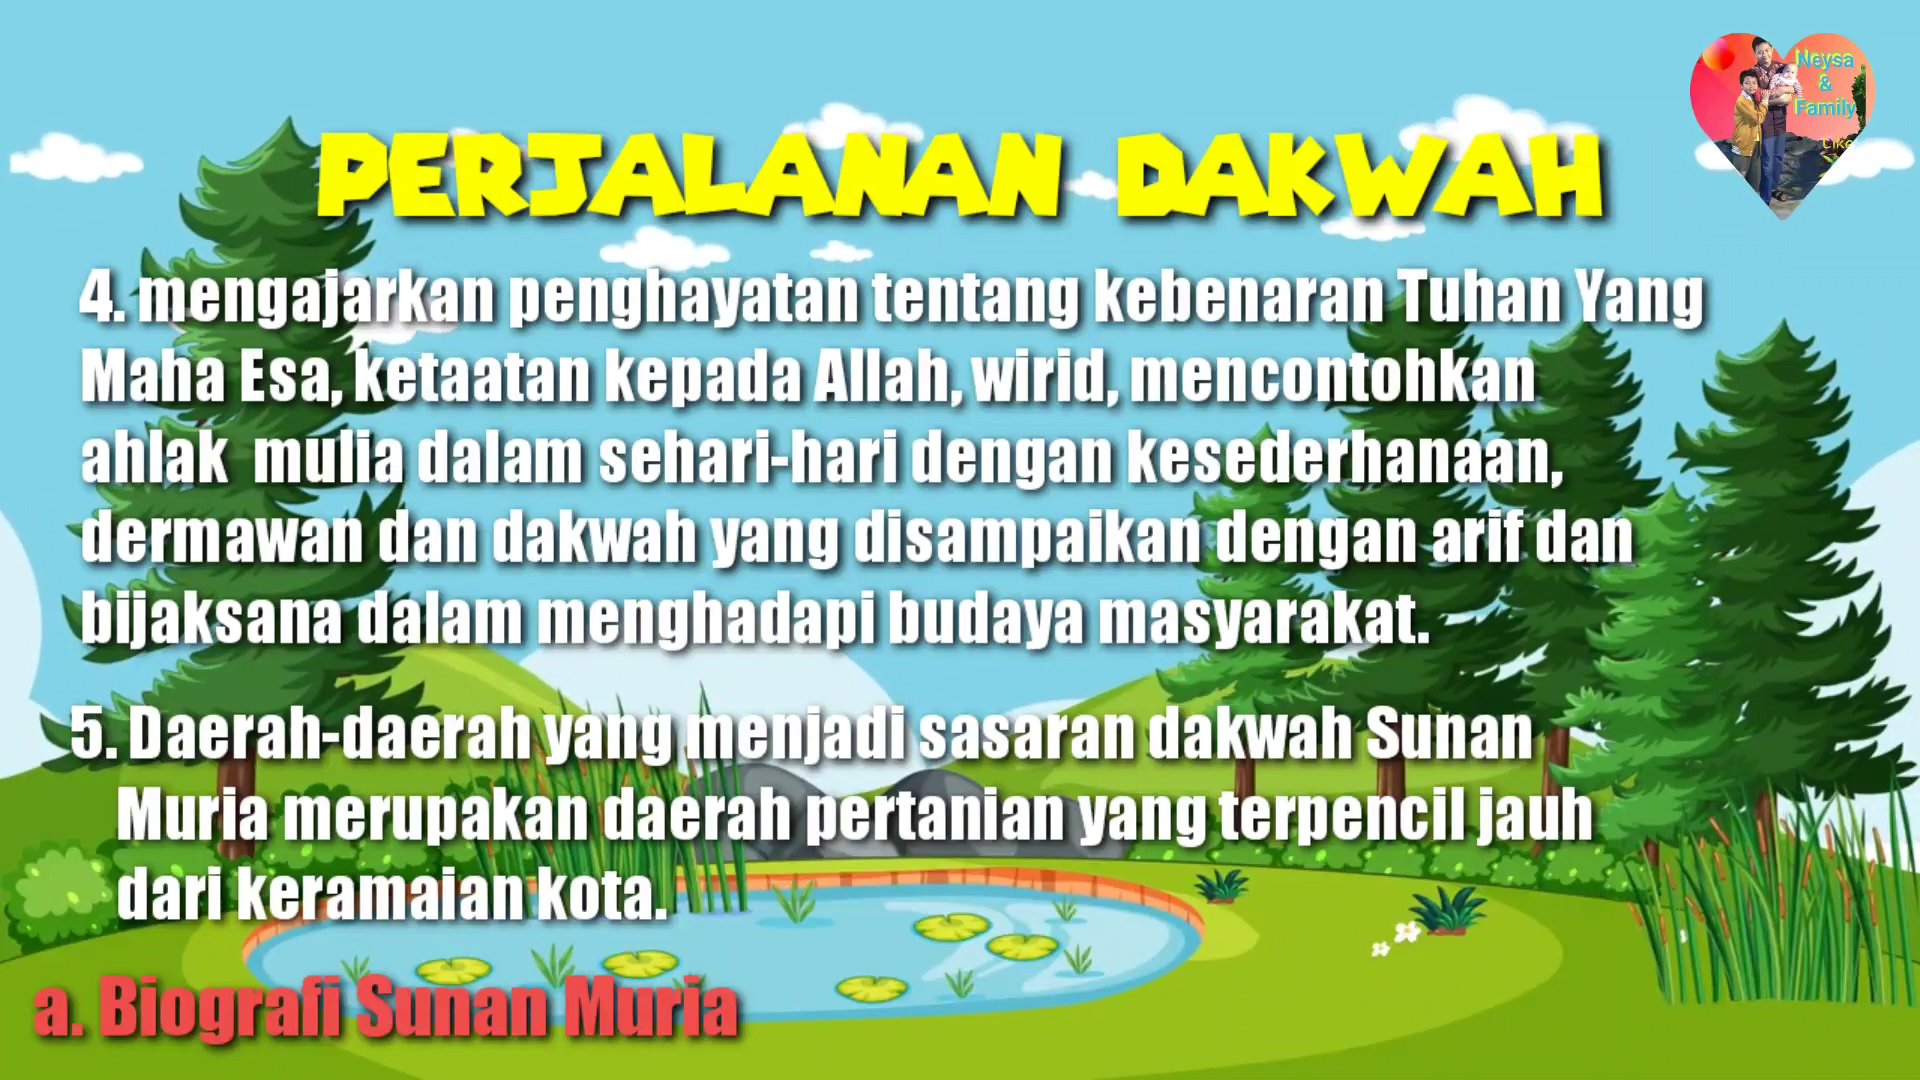 Neysa
&
Family
Like
PERJALANAN DAKWAH
4. mengajarkan penghayatan tentang kebenaran Tuhan Yang
Maha Esa, ketaatan kepada Allah, wirid, mencontohkan
ahlak mulia dalam sehari-hari dengan kesederhanaan,
dermawan dan dakwah yang disampaikan dengan arif dan
bijaksana dalam menghadapi budaya masyarakat.
5. Daerah-daerah yang menjadi sasaran dakwah Sunan
Muria merupakan daerah pertanian yang terpencil jauh
dari keramaian kota.
a. Biografi Sunan Muria